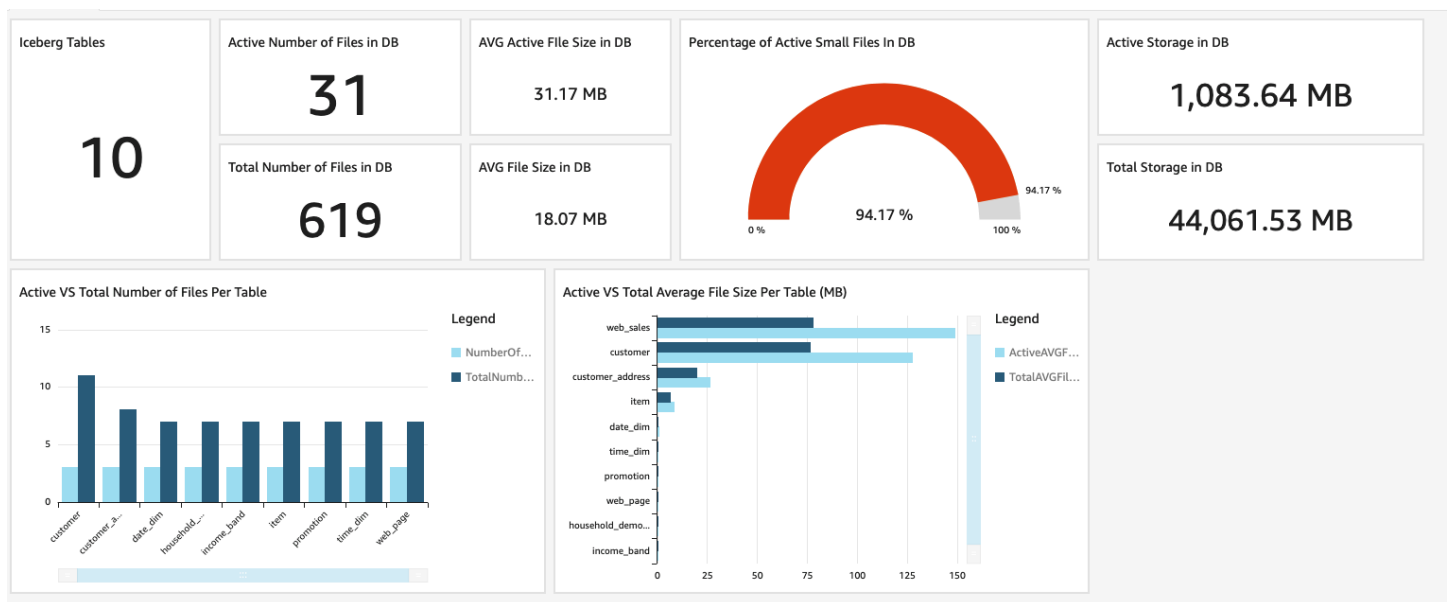 Iceberg Tables
10
Active Number of Files in DB
31
AVG Active FIle Size in DB
31.17 MB
Percentage of Active Small Files In DB
94.17 %
94.17 %
0 %
100 %
Active Storage in DB
1,083.64 MB
Total Number of Files in DB
619
AVG File Size in DB
18.07 MB
Total Storage in DB
44,061.53 MB
Active VS Total Number of Files Per Table
15
10
5
0
customer
customer_a...
date_dim
household_...
income_band
item
promotion
time_dim
web_page
Legend
NumberOf...
TotalNumb...
Active VS Total Average File Size Per Table (MB)
web_sales
customer
customer_address
item
date_dim
time_dim
promotion
web_page
household_demo...
income_band
0 25 50 75 100 125 150
Legend
ActiveAVGF...
TotalAVGFil...